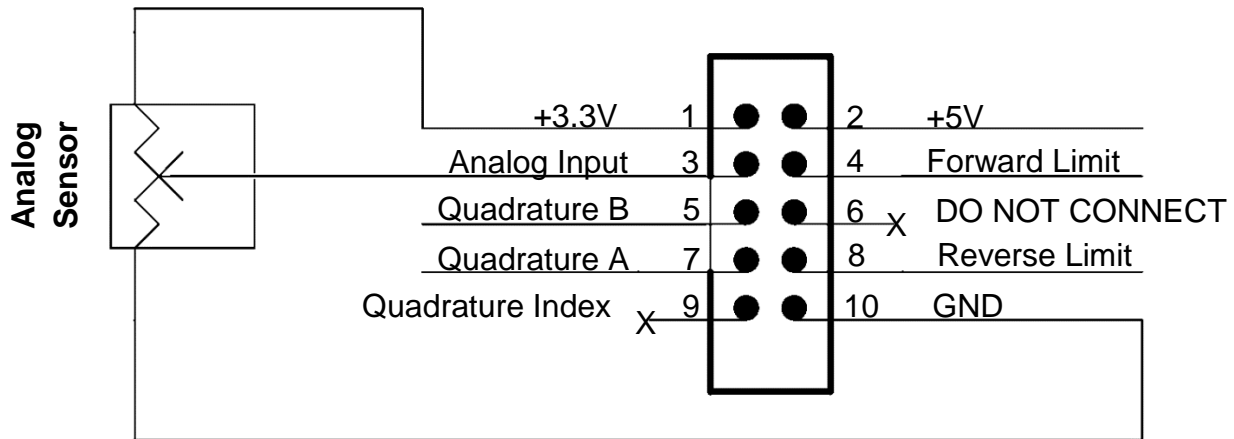 Analog
Sensor
+3.3V 1 2 +5V
Analog Input 3 4 Forward Limit
Quadrature B 5 6 X DO NOT CONNECT
Quadrature A 7 8 Reverse Limit
Quadrature Index X 9 10 GND